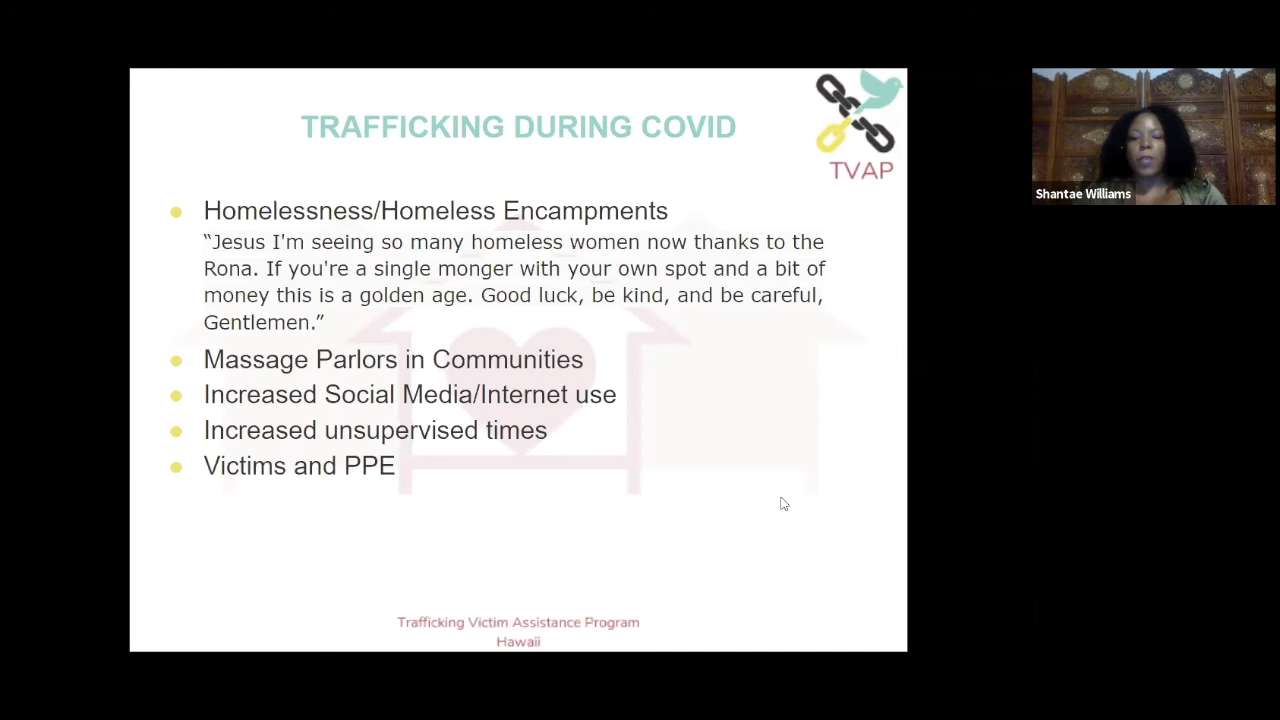 TRAFFICKING DURING COVID
TVAP
Homelessness/Homeless Encampments
“Jesus I'm seeing so many homeless women now thanks to the
Rona. If you're a single monger with your own spot and a bit of
money this is a golden age. Good luck, be kind, and be careful,
Gentlemen.”
Massage Parlors in Communities
Increased Social Media/Internet use
Increased unsupervised times
Victims and PPE
Trafficking Victim Assistance Program
Hawaii
Shantae Williams